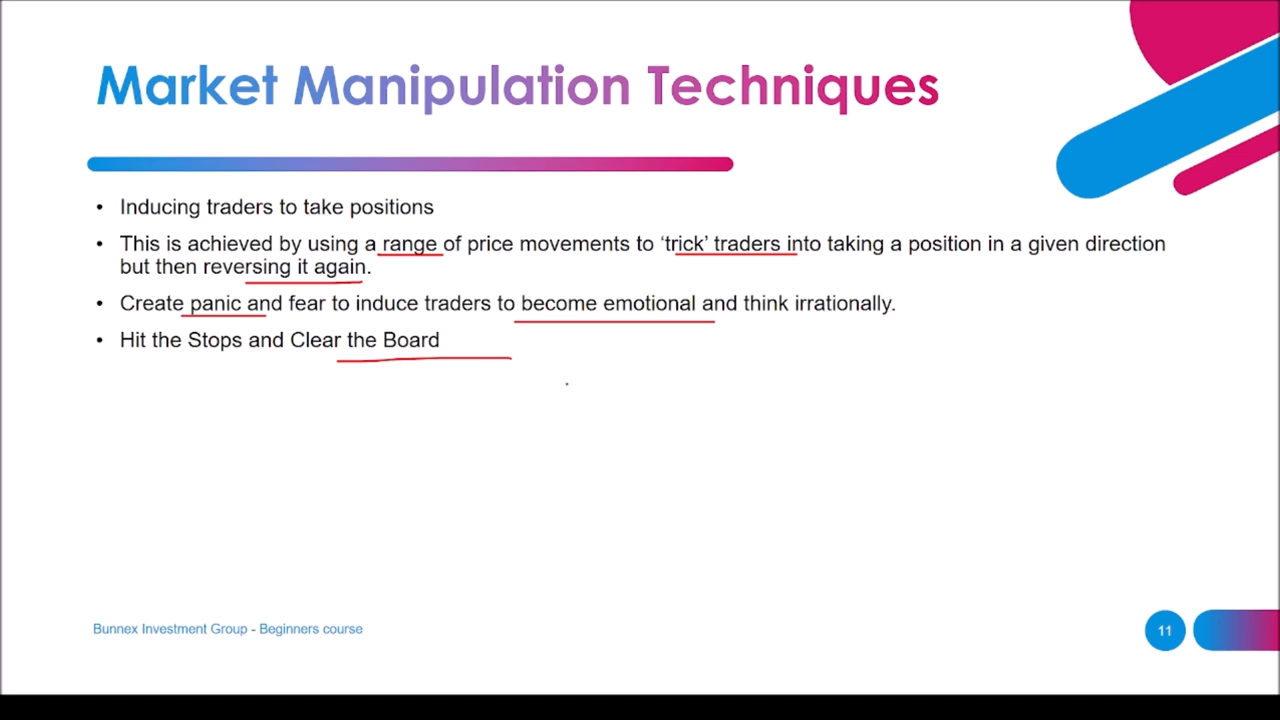 Market Manipulation Techniques
• Inducing traders to take positions
• This is achieved by using a range of price movements to ‘trick’ traders into taking a position in a given direction
but then reversing it again.
• Create panic and fear to induce traders to become emotional and think irrationally.
• Hit the Stops and Clear the Board
Bunnex Investment Group - Beginners course
11